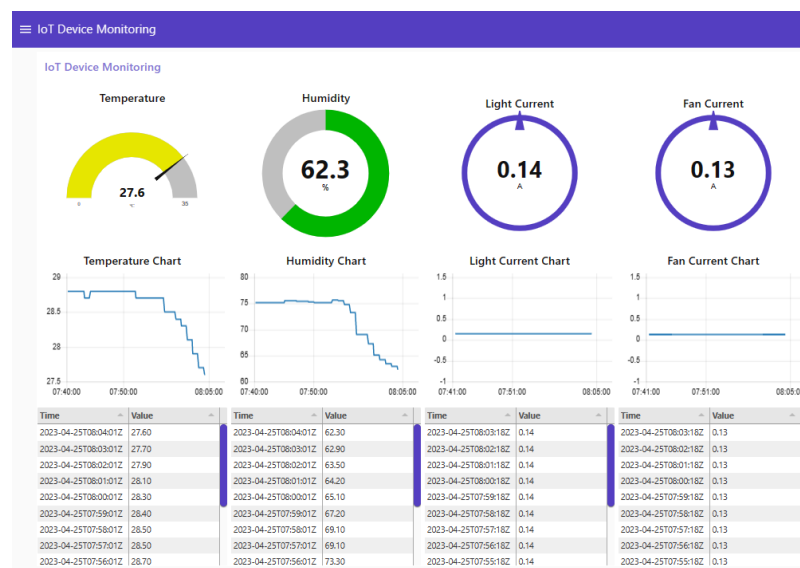 IoT Device Monitoring
IoT Device Monitoring
Temperature
27.6
°C
0
35
Humidity
62.3
%
Light Current
0.14
A
Fan Current
0.13
A
Temperature Chart
29
28.5
28
27.5
07:40:00 07:50:00 08:05:00
Humidity Chart
80
75
70
65
60
07:40:00 07:50:00 08:05:00
Light Current Chart
1.5
1
0.5
0
-0.5
-1
07:41:00 07:51:00 08:05:00
Fan Current Chart
1.5
1
0.5
0
-0.5
-1
07:41:00 07:51:00 08:05:0
Time Value
2023-04-25T08:04:01Z 27.60
2023-04-25T08:03:01Z 27.70
2023-04-25T08:02:01Z 27.90
2023-04-25T08:01:01Z 28.10
2023-04-25T08:00:01Z 28.30
2023-04-25T07:59:01Z 28.40
2023-04-25T07:58:01Z 28.50
2023-04-25T07:57:01Z 28.50
2023-04-25T07:56:01Z 28.70
Time Value
2023-04-25T08:04:01Z 62.30
2023-04-25T08:03:01Z 62.90
2023-04-25T08:02:01Z 63.50
2023-04-25T08:01:01Z 64.20
2023-04-25T08:00:01Z 65.10
2023-04-25T07:59:01Z 67.20
2023-04-25T07:58:01Z 69.10
2023-04-25T07:57:01Z 69.10
2023-04-25T07:56:01Z 73.30
Time Value
2023-04-25T08:03:18Z 0.14
2023-04-25T08:02:18Z 0.14
2023-04-25T08:01:18Z 0.14
2023-04-25T08:00:18Z 0.14
2023-04-25T07:59:18Z 0.14
2023-04-25T07:58:18Z 0.14
2023-04-25T07:57:18Z 0.14
2023-04-25T07:56:18Z 0.14
2023-04-25T07:55:18Z 0.14
Time Value
2023-04-25T08:03:18Z 0.13
2023-04-25T08:02:18Z 0.13
2023-04-25T08:01:18Z 0.13
2023-04-25T08:00:18Z 0.13
2023-04-25T07:59:18Z 0.13
2023-04-25T07:58:18Z 0.13
2023-04-25T07:57:18Z 0.13
2023-04-25T07:56:18Z 0.13
2023-04-25T07:55:18Z 0.13